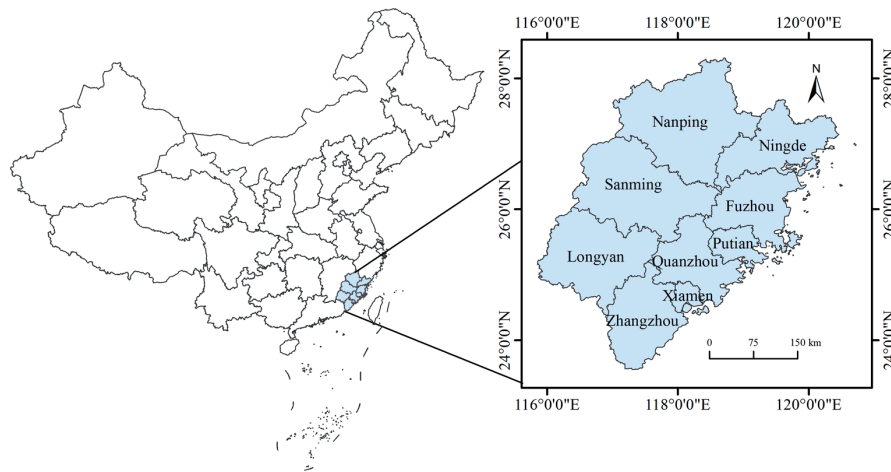 116°0'0"E 118°0'0"E 120°0'0"E
28°0'0"N 28°0'0"N
N
Nanping
Ningde
Sanming
26°0'0"N Fuzhou 26°0'0"N
Putian
Longyan Quanzhou
Xiamen
Zhangzhou
24°0'0"N 24°0'0"N
0 75 150 km
116°0'0"E 118°0'0"E 120°0'0"E